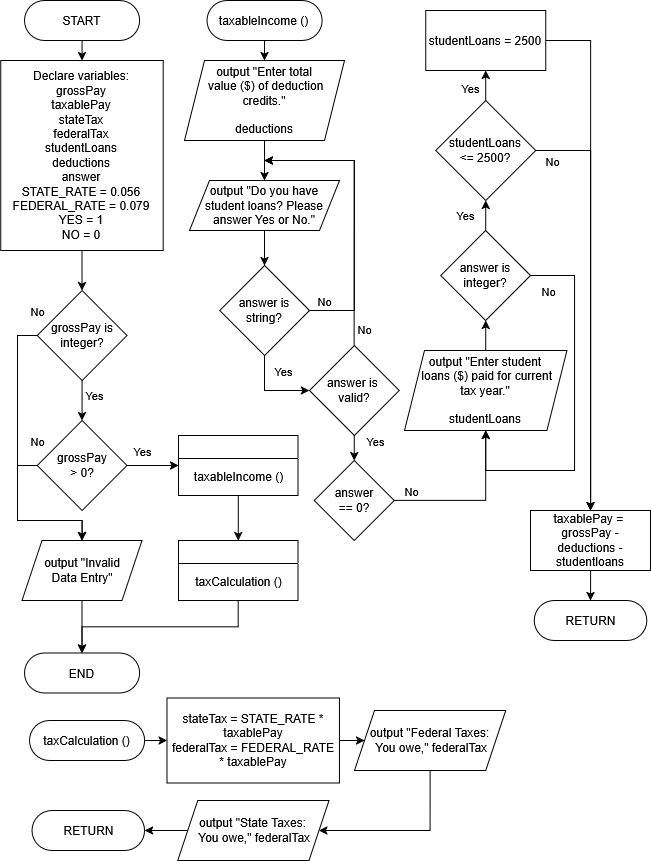 START
Declare variables:
grossPay
taxablePay
stateTax
federalTax
studentLoans
deductions
answer
STATE_RATE = 0.056
FEDERAL_RATE = 0.079
YES = 1
NO = 0
grossPay is
integer?
No
Yes
grossPay
> 0?
No
Yes
output "Invalid
Data Entry"
taxableIncome ()
taxCalculation ()
END
taxableIncome ()
output "Enter total
value ($) of deduction
credits."
deductions
output "Do you have
student loans? Please
answer Yes or No."
answer is
string?
No
Yes
answer is
valid?
No
Yes
answer
== 0?
No
output "Enter student
loans ($) paid for current
tax year."
studentLoans
answer is
integer?
No
Yes
studentLoans
<= 2500?
No
Yes
studentLoans = 2500
taxablePay =
grossPay -
deductions -
studentloans
RETURN
taxCalculation ()
stateTax = STATE_RATE *
taxablePay
federalTax = FEDERAL_RATE
* taxablePay
output "Federal Taxes:
You owe," federalTax
output "State Taxes:
You owe," federalTax
RETURN